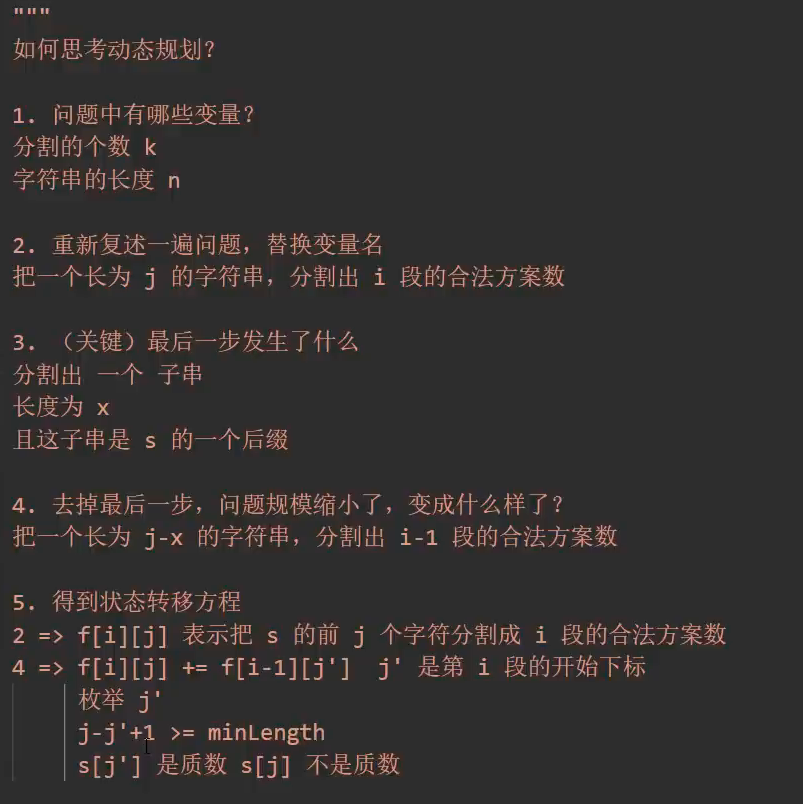 """
如何思考动态规划？
1. 问题中有哪些变量？
分割的个数 k
字符串的长度 n
2. 重新复述一遍问题，替换变量名
把一个长为 j 的字符串，分割出 i 段的合法方案数
3. （关键）最后一步发生了什么
分割出 一个 子串
长度为 x
且这子串是 s 的一个后缀
4. 去掉最后一步，问题规模缩小了，变成什么样了？
把一个长为 j-x 的字符串，分割出 i-1 段的合法方案数
5. 得到状态转移方程
2 => f[i][j] 表示把 s 的前 j 个字符分割成 i 段的合法方案数
4 => f[i][j] += f[i-1][j'] j' 是第 i 段的开始下标
枚举 j'
j-j'+1 >= minLength
s[j'] 是质数 s[j] 不是质数